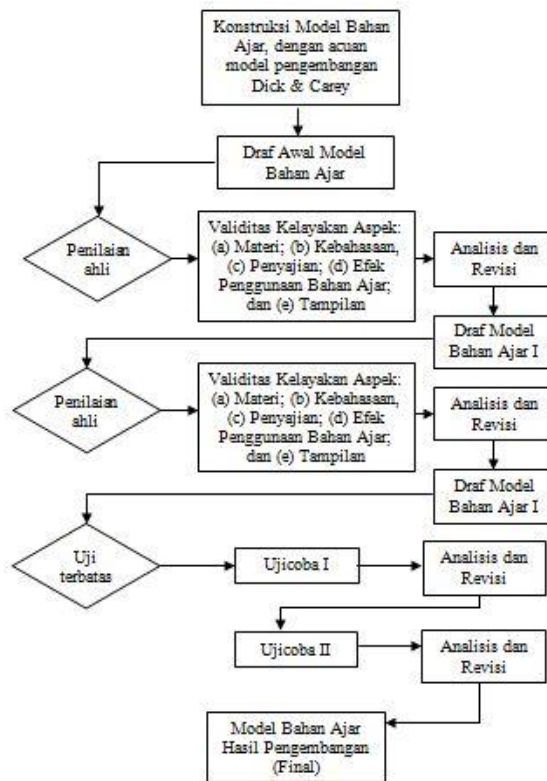 Konstruksi Model Bahan
Ajar, dengan acuan
model pengembangan
Dick & Carey
Draf Awal Model
Bahan Ajar
Penilaian
ahli
Validitas Kelayakan Aspek:
(a) Materi; (b) Kebahasaan,
(c) Penyajian; (d) Efek
Penggunaan Bahan Ajar;
dan (e) Tampilan
Analisis dan
Revisi
Draf Model
Bahan Ajar I
Penilaian
ahli
Validitas Kelayakan Aspek:
(a) Materi; (b) Kebahasaan,
(c) Penyajian; (d) Efek
Penggunaan Bahan Ajar;
dan (e) Tampilan
Analisis dan
Revisi
Draf Model
Bahan Ajar I
Uji
terbatas
Ujicoba I
Analisis dan
Revisi
Ujicoba II
Analisis dan
Revisi
Model Bahan Ajar
Hasil Pengembangan
(Final)